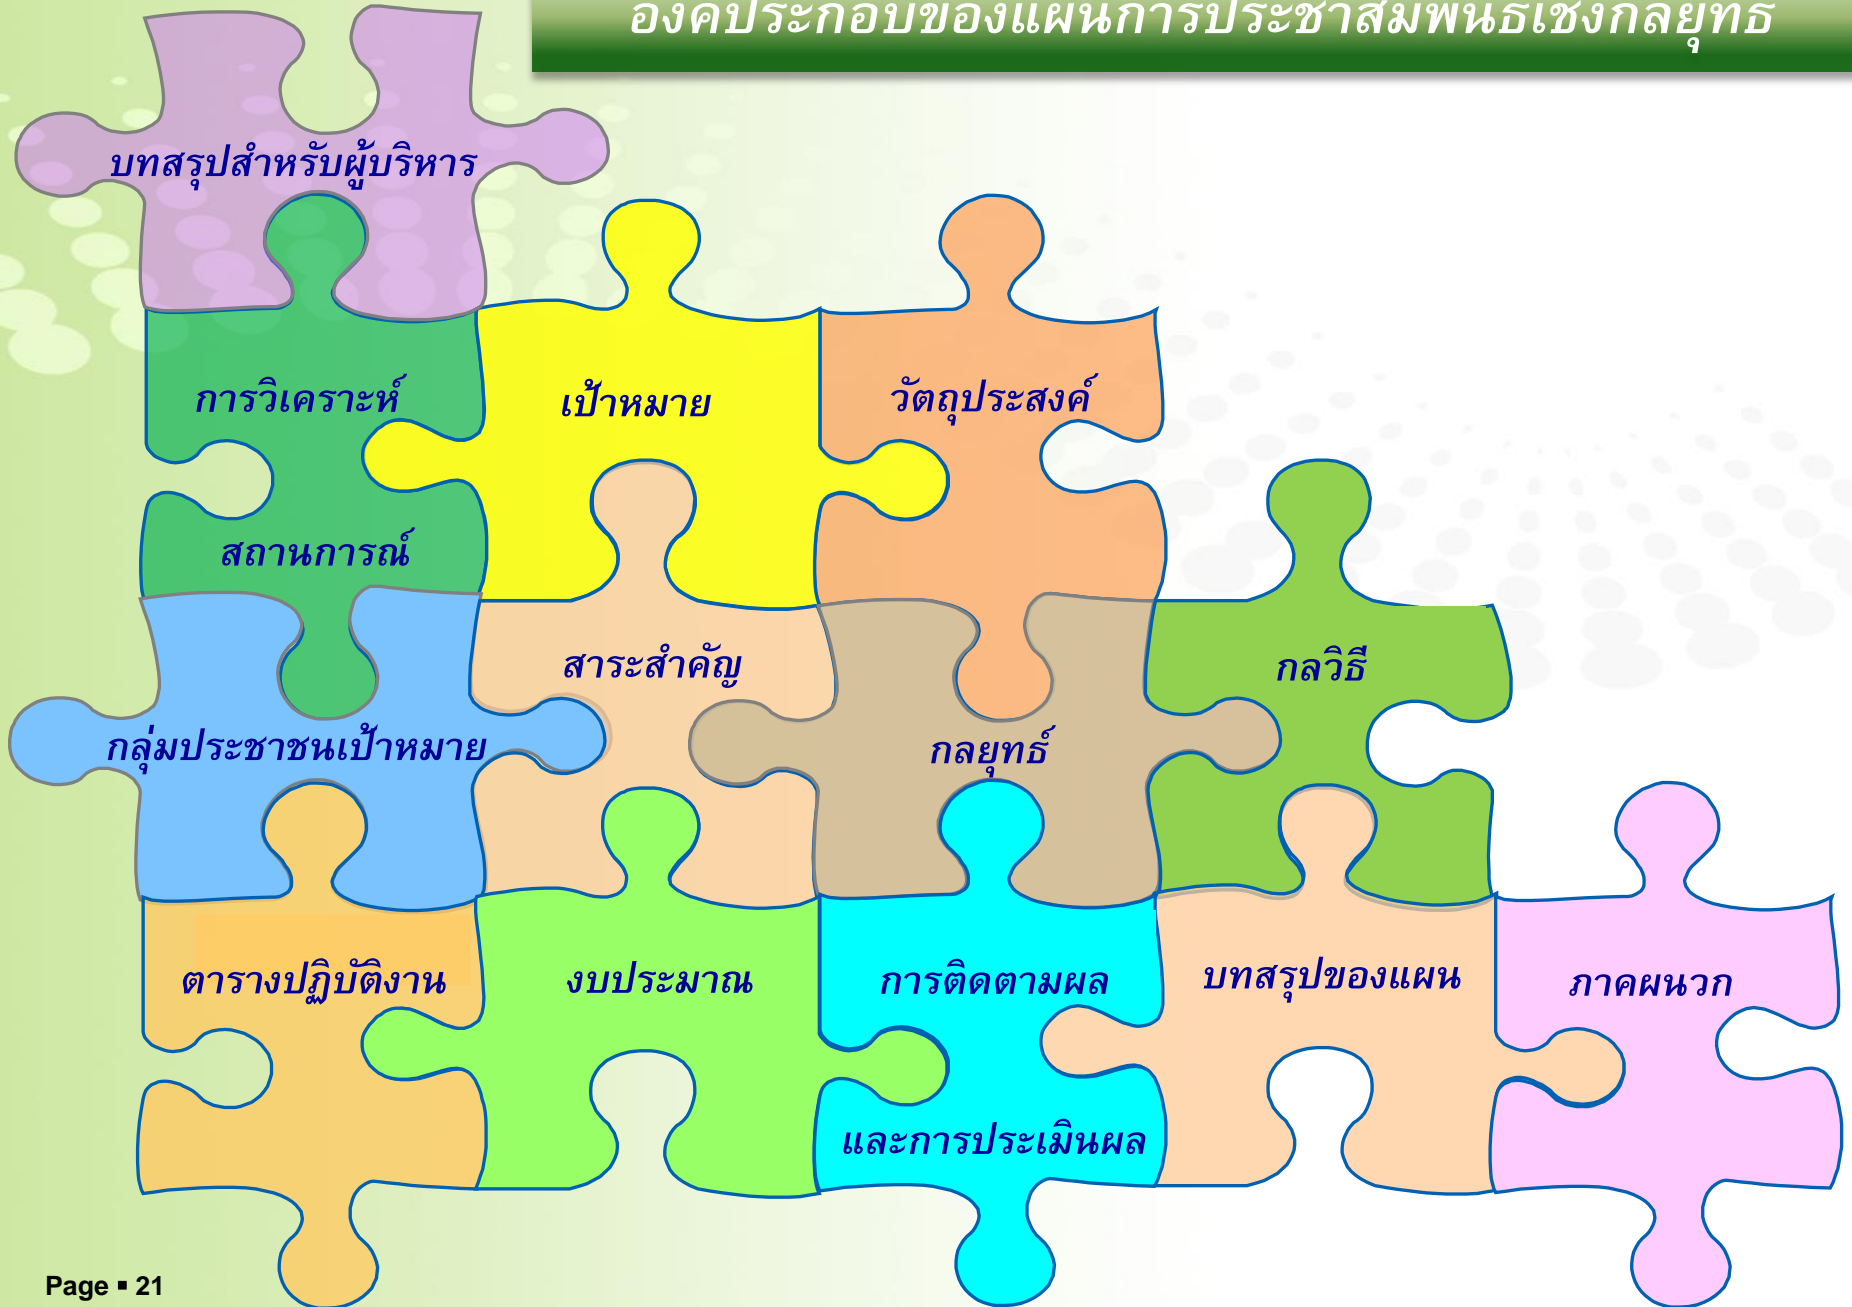 องค์ประกอบของแผนการประชาสัมพันธ์เชิงกลยุทธ์
บทสรุปสำหรับผู้บริหาร
การวิเคราะห์
สถานการณ์
เป้าหมาย
วัตถุประสงค์
กลุ่มประชาชนเป้าหมาย
สาระสำคัญ
กลยุทธ์
กลวิธี
ตารางปฏิบัติงาน
งบประมาณ
การติดตามผล
และการประเมินผล
บทสรุปของแผน
ภาคผนวก
Page ▪ 21